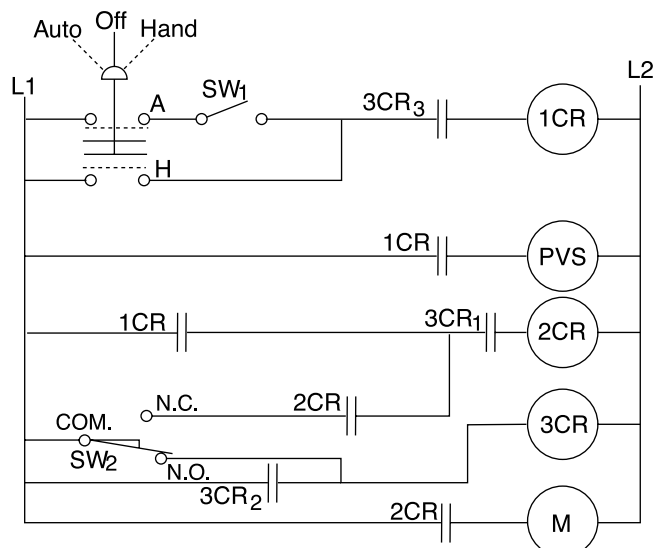 Off
Auto Hand
L1
L2
A
SW1
3CR3
1CR
H
1CR
PVS
1CR
3CR1
2CR
N.C.
2CR
COM.
3CR
SW2
N.O.
3CR2
2CR
M